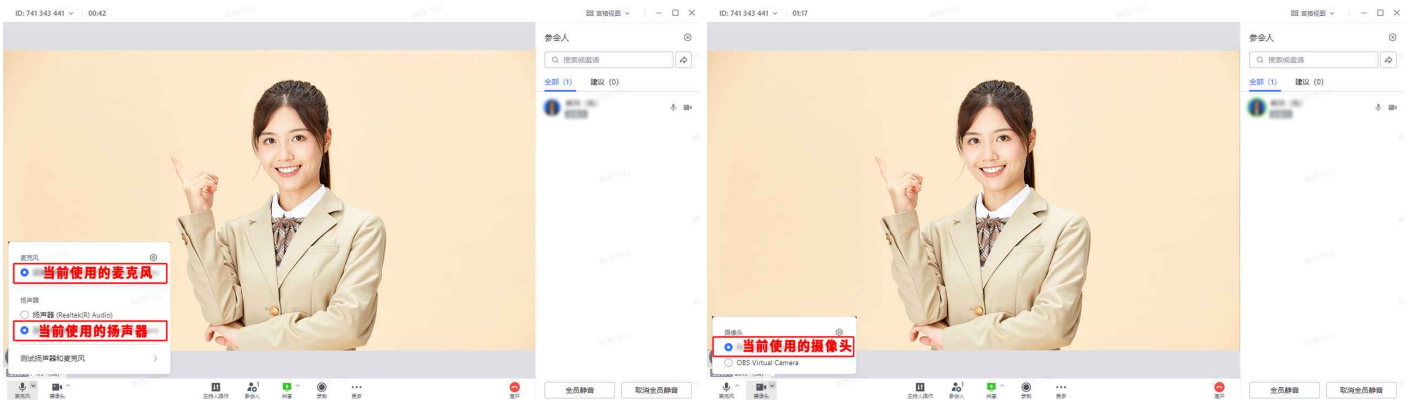 ID: 741 343 441
00:42
宫格视图
参会人
搜索或邀请
全部 (1) 建议 (0)
麦克风
当前使用的麦克风
扬声器
扬声器 (Realtek(R) Audio)
当前使用的扬声器
测试扬声器和麦克风
麦克风 摄像头 主持人操作 参会人 1 共享 录制 更多 离开
全员静音 取消全员静音
ID: 741 343 441
01:17
宫格视图
参会人
搜索或邀请
全部 (1) 建议 (0)
摄像头
当前使用的摄像头
OBS Virtual Camera
麦克风 摄像头 主持人操作 参会人 1 共享 录制 更多 离开
全员静音 取消全员静音